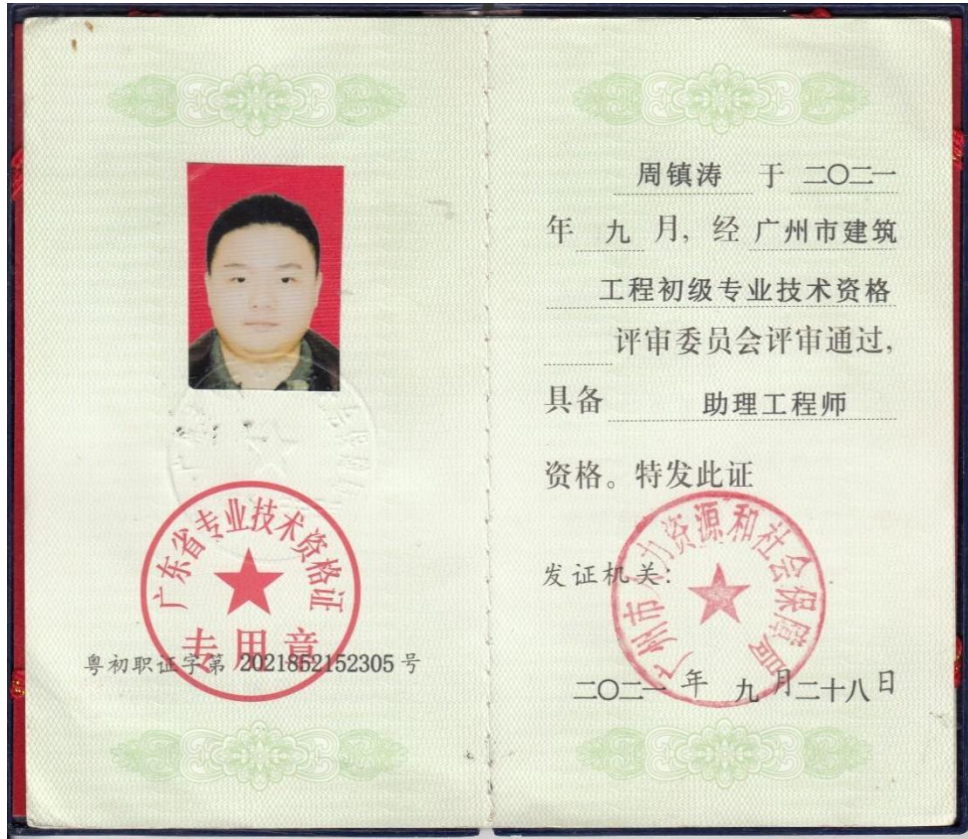 广东省专业技术资格证
专用章
粤初职证字第 2021852152305 号
周镇涛 于 二〇二一
年 九 月, 经 广州市建筑
工程初级专业技术资格
评审委员会评审通过,
具备 助理工程师
资格。特发此证
广州市人力资源和社会保障局
发证机关:
二〇二一 年 九 月二十八日